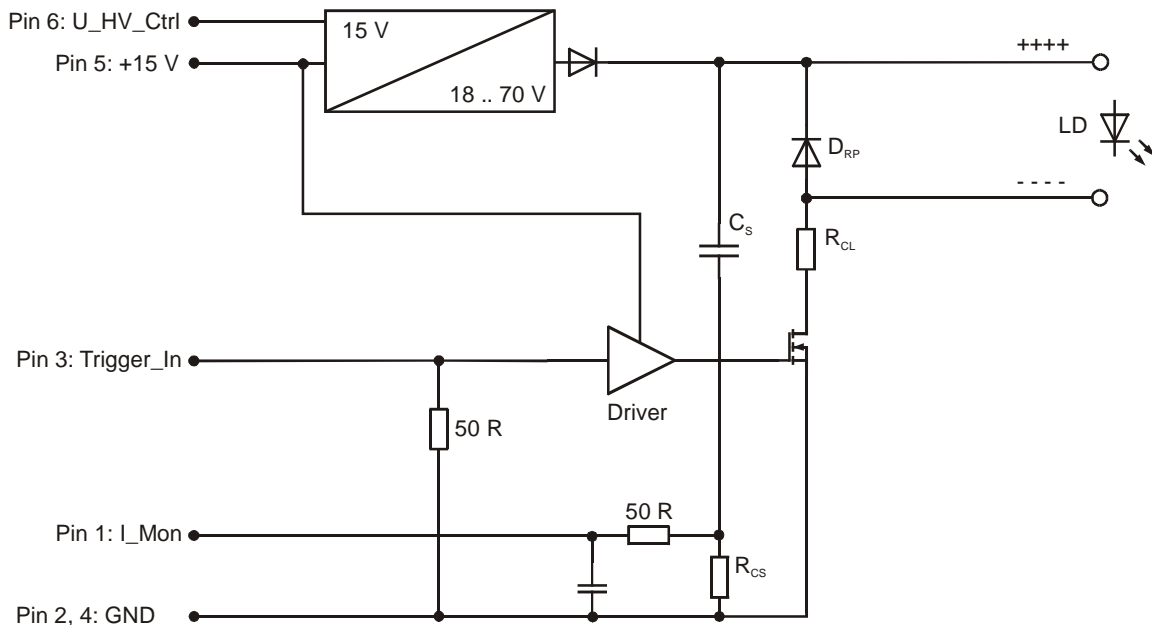 Pin 6: U_HV_Ctrl
15 V
++++
Pin 5: +15 V
18 .. 70 V
LD
D_RP
- - - -
C_S
R_CL
Pin 3: Trigger_In
Driver
50 R
50 R
Pin 1: I_Mon
R_CS
Pin 2, 4: GND